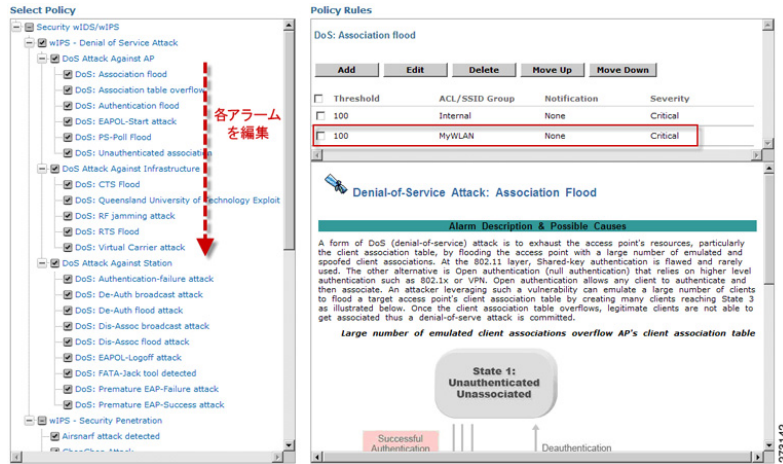 Select Policy
Security wIDS/wIPS
wIPS - Denial of Service Attack
DoS Attack Against AP
DoS: Association flood
DoS: Association table overflow
DoS: Authentication flood
DoS: EAPOL-Start attack
DoS: PS-Poll Flood
DoS: Unauthenticated association
DoS Attack Against Infrastructure
DoS: CTS Flood
DoS: Queensland University of Technology Exploit
DoS: RF jamming attack
DoS: RTS Flood
DoS: Virtual Carrier attack
DoS Attack Against Station
DoS: Authentication-failure attack
DoS: De-Auth broadcast attack
DoS: De-Auth flood attack
DoS: Dis-Assoc broadcast attack
DoS: Dis-Assoc flood attack
DoS: EAPOL-Logoff attack
DoS: FATA-Jack tool detected
DoS: Premature EAP-Failure attack
DoS: Premature EAP-Success attack
wIPS - Security Penetration
Airsnarf attack detected
ChopChop Attack
各アラーム
を編集
Policy Rules
DoS: Association flood
Add Edit Delete Move Up Move Down
Threshold ACL/SSID Group Notification Severity
100 Internal None Critical
100 MyWLAN None Critical
Denial-of-Service Attack: Association Flood
Alarm Description & Possible Causes
A form of DoS (denial-of-service) attack is to exhaust the access point's resources, particularly
the client association table, by flooding the access point with a large number of emulated and
spoofed client associations. At the 802.11 layer, Shared-key authentication is flawed and rarely
used. The other alternative is Open authentication (null authentication) that relies on higher level
authentication such as 802.1x or VPN. Open authentication allows any client to authenticate and
then associate. An attacker leveraging such a vulnerability can emulate a large number of clients
to flood a target access point's client association table by creating many clients reaching State 3
as illustrated below. Once the client association table overflows, legitimate clients are not able to
get associated thus a denial-of-serve attack is committed.
Large number of emulated client associations overflow AP's client association table
State 1:
Unauthenticated
Unassociated
Successful
Authentication
Deauthentication